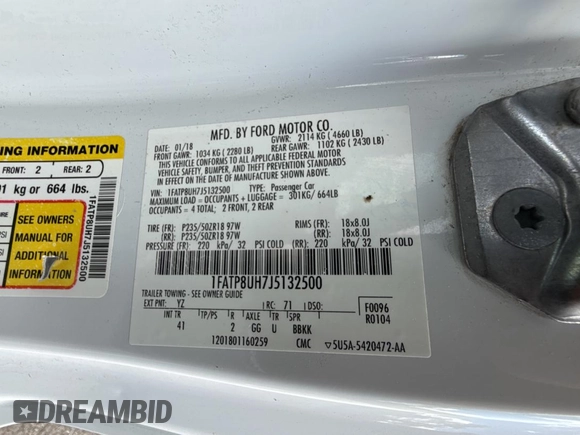 MFD. BY FORD MOTOR CO.
DATE: 01/18 GVWR: 2114 KG ( 4660 LB)
FRONT GAWR: 1034 KG ( 2280 LB) REAR GAWR: 1102 KG ( 2430 LB)
THIS VEHICLE CONFORMS TO ALL APPLICABLE FEDERAL MOTOR
VEHICLE SAFETY, BUMPER, AND THEFT PREVENTION STANDARDS
IN EFFECT ON THE DATE OF MANUFACTURE SHOWN ABOVE.
VIN: 1FATP8UH7J5132500 TYPE: Passenger Car
MAXIMUM LOAD = OCCUPANTS + LUGGAGE = 301KG/ 664LB
OCCUPANTS = 4 TOTAL; 2 FRONT, 2 REAR
TIRE (FR): P235/50ZR18 97W RIMS (FR): 18x8.0J
(RR): P235/50ZR18 97W (RR): 18x8.0J
PRESSURE (FR): 220 kPa/ 32 PSI COLD (RR): 220 kPa/ 32 PSI COLD
1FATP8UH7J5132500
TRAILER TOWING - SEE OWNER GUIDE
EXT PNT: YZ RC: 71 DSO: F0096
R0104
INT TR TP/PS R AXLE TR SPR
41 2 GG U BBKK
1201801160259 CMC 5U5A-5420472-AA
ING INFORMATION
FRONT: 2 REAR: 2
01 kg or 664 lbs.
SEE OWNERS
MANUAL FOR
ADDITIONAL
INFORMATION
1FATP8UH7J5132500
DREAMBID